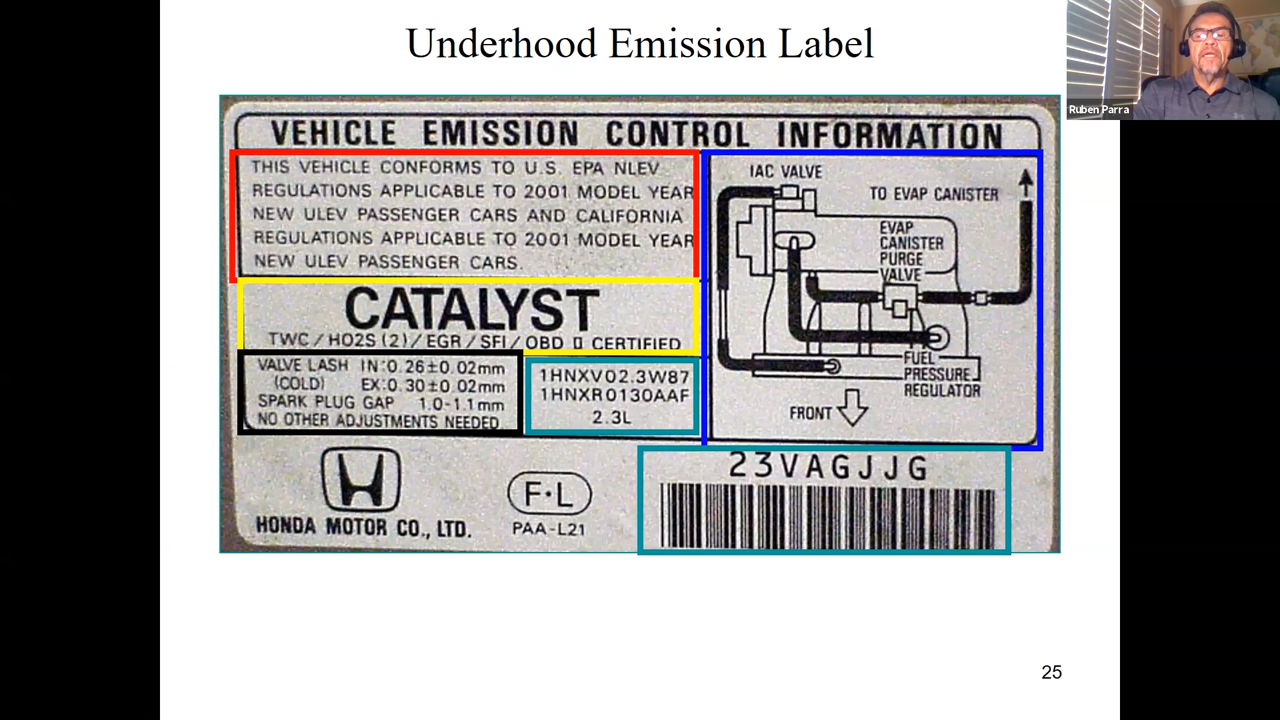 Underhood Emission Label
Ruben Parra
VEHICLE EMISSION CONTROL INFORMATION
THIS VEHICLE CONFORMS TO U.S. EPA NLEV
REGULATIONS APPLICABLE TO 2001 MODEL YEAR
NEW ULEV PASSENGER CARS AND CALIFORNIA
REGULATIONS APPLICABLE TO 2001 MODEL YEAR
NEW ULEV PASSENGER CARS.
CATALYST
TWC / HO2S (2) / EGR / SFI / OBD II CERTIFIED
VALVE LASH IN:0.26±0.02mm
(COLD) EX:0.30±0.02mm
SPARK PLUG GAP 1.0-1.1mm
NO OTHER ADJUSTMENTS NEEDED
1HNXV02.3W87
1HNXR0130AAF
2.3L
IAC VALVE
TO EVAP CANISTER
EVAP
CANISTER
PURGE
VALVE
FUEL
PRESSURE
REGULATOR
FRONT
HONDA MOTOR CO., LTD.
F·L
PAA-L21
23VAGJJG
25